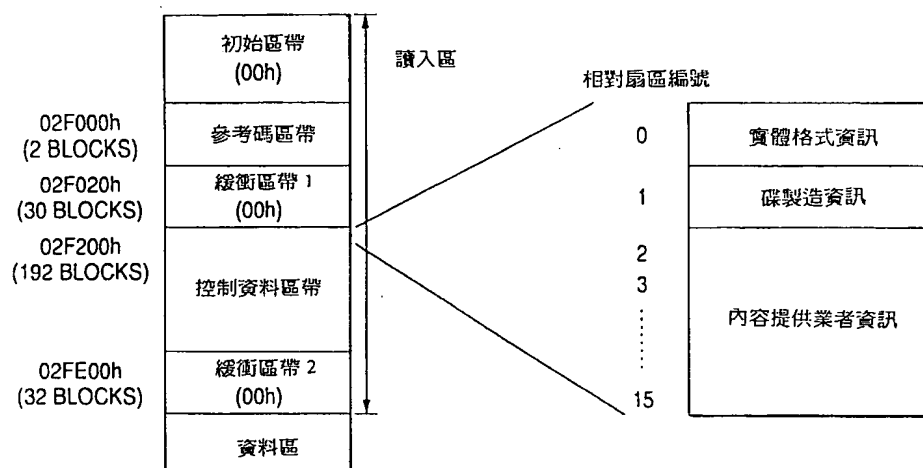 初始區帶
(00h)
讀入區
相對扇區編號
02F000h
(2 BLOCKS)
參考碼區帶
0
實體格式資訊
02F020h
(30 BLOCKS)
緩衝區帶 1
(00h)
1
碟製造資訊
02F200h
(192 BLOCKS)
控制資料區帶
2
3
內容提供業者資訊
02FE00h
(32 BLOCKS)
緩衝區帶 2
(00h)
15
資料區